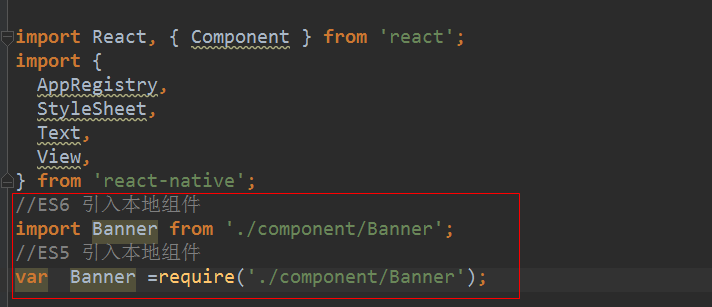 import React, { Component } from 'react';
import {
  AppRegistry,
  StyleSheet,
  Text,
  View,
} from 'react-native';
//ES6 引入本地组件
import Banner from './component/Banner';
//ES5 引入本地组件
var  Banner =require('./component/Banner');